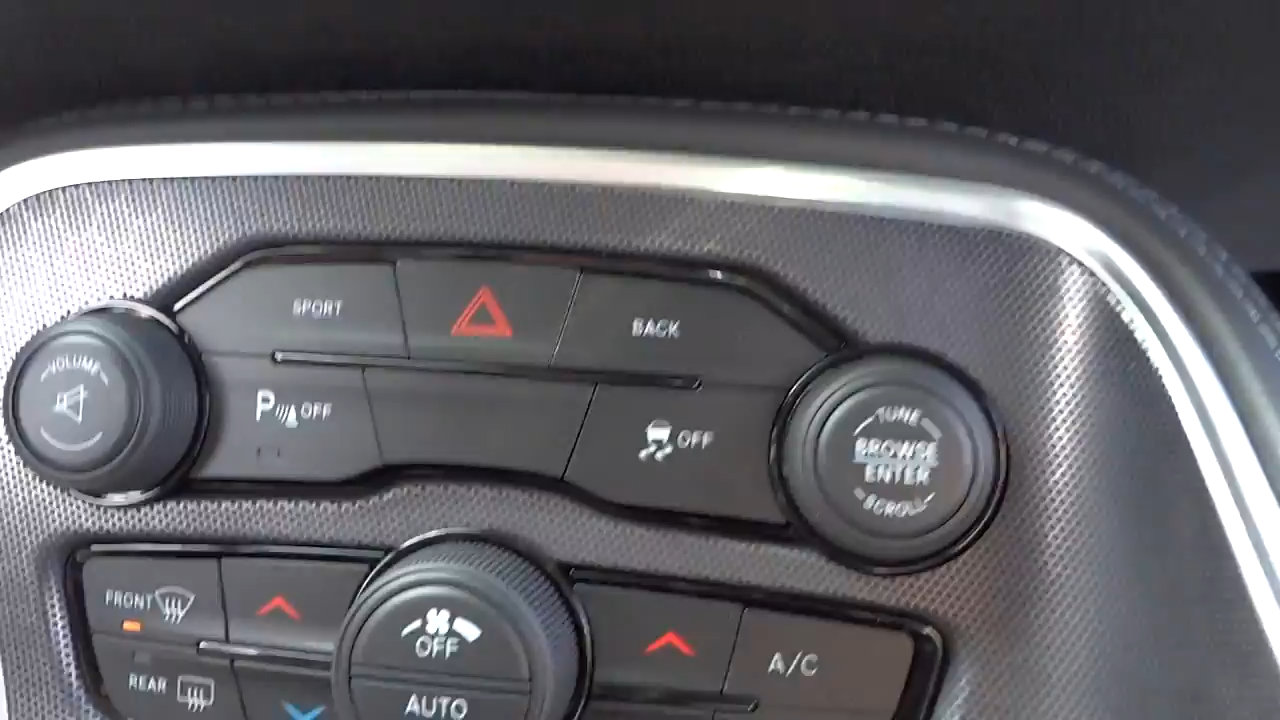 SPORT
BACK
VOLUME
P OFF
OFF
TUNE
BROWSE
ENTER
SCROLL
FRONT
OFF
A/C
REAR
AUTO